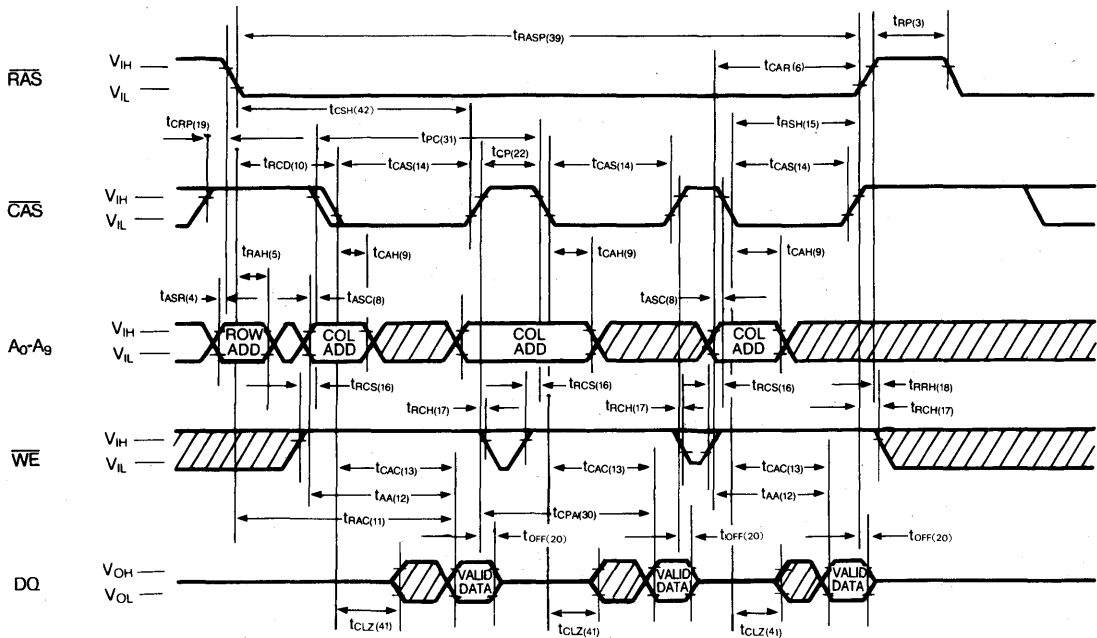 tRASP(39)
tRP(3)
tCAR(6)
RAS
VIH
VIL
tCSH(42)
tRSH(15)
tCRP(19)
tPC(31)
tRCD(10)
tCAS(14)
tCP(22)
tCAS(14)
tCAS(14)
CAS
VIH
VIL
tRAH(5)
tCAH(9)
tCAH(9)
tCAH(9)
tASR(4)
tASC(8)
tASC(8)
A0-A9
VIH
VIL
ROW ADD
COL ADD
COL ADD
COL ADD
tRCS(16)
tRCS(16)
tRCS(16)
tRRH(18)
tRCH(17)
tRCH(17)
tRCH(17)
WE
VIH
VIL
tCAC(13)
tCAC(13)
tCAC(13)
tAA(12)
tAA(12)
tRAC(11)
tCPA(30)
tOFF(20)
tOFF(20)
tOFF(20)
DQ
VOH
VOL
VALID DATA
VALID DATA
VALID DATA
tCLZ(41)
tCLZ(41)
tCLZ(41)